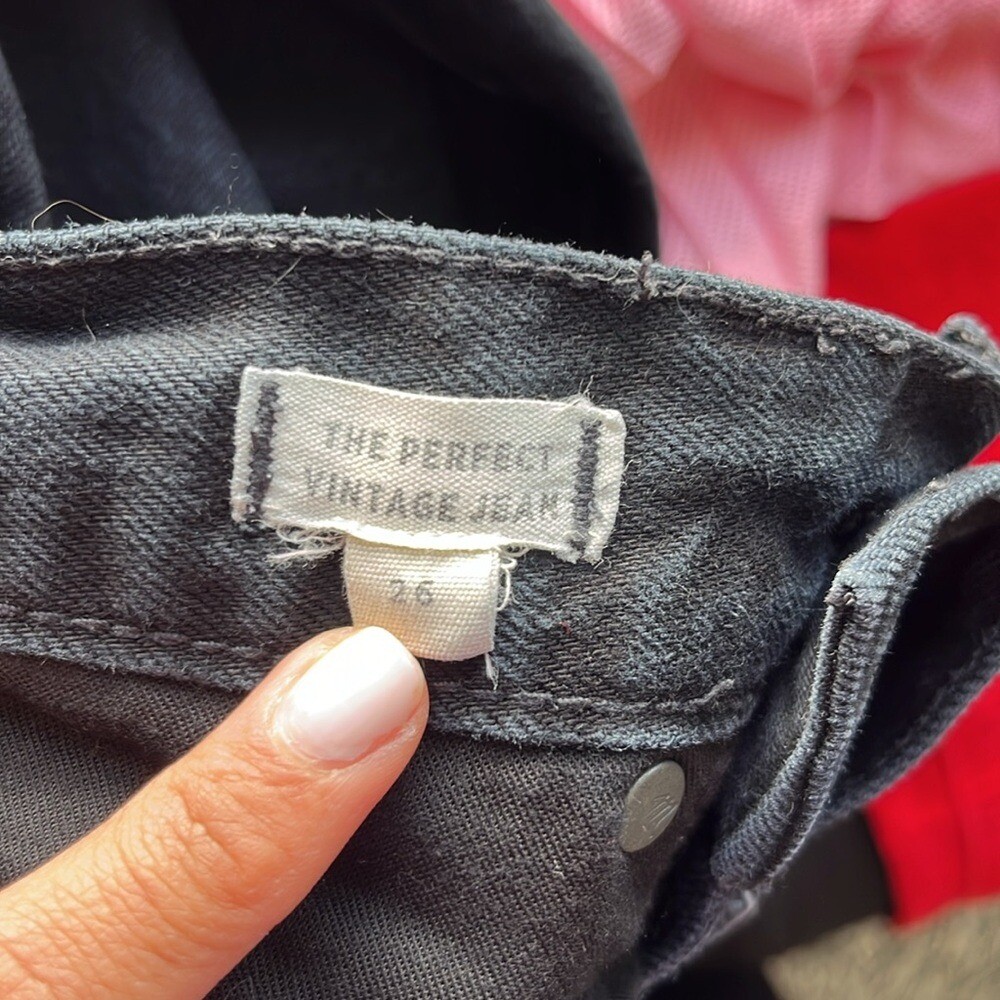 THE PERFECT
VINTAGE JEAN
26